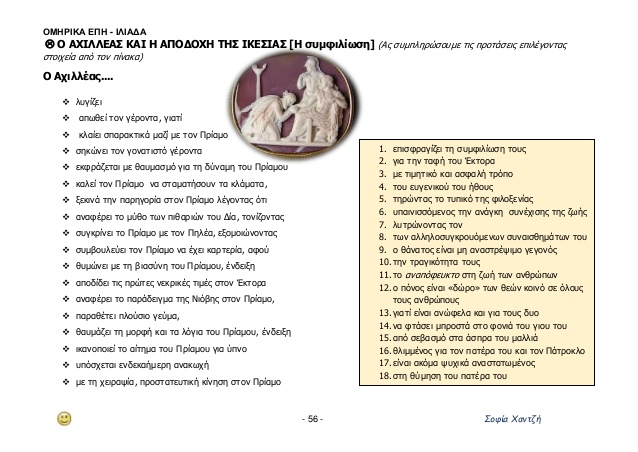 ΟΜΗΡΙΚΑ ΕΠΗ - ΙΛΙΑΔΑ
Ο ΑΧΙΛΛΕΑΣ ΚΑΙ Η ΑΠΟΔΟΧΗ ΤΗΣ ΙΚΕΣΙΑΣ [Η συμφιλίωση] (Ας συμπληρώσουμε τις προτάσεις επιλέγοντας
στοιχεία από τον πίνακα)
Ο Αχιλλέας....
❖ λυγίζει
❖ απωθεί τον γέροντα, γιατί
❖ κλαίει σπαρακτικά μαζί με τον Πρίαμο
❖ σηκώνει τον γονατιστό γέροντα
❖ εκφράζεται με θαυμασμό για τη δύναμη του Πριάμου
❖ καλεί τον Πρίαμο να σταματήσουν τα κλάματα,
❖ ξεκινά την παρηγορία στον Πρίαμο λέγοντας ότι
❖ αναφέρει το μύθο των πιθαριών του Δία, τονίζοντας
❖ συγκρίνει το Πρίαμο με τον Πηλέα, εξομοιώνοντας
❖ συμβουλεύει τον Πρίαμο να έχει καρτερία, αφού
❖ θυμώνει με τη βιασύνη του Πρίαμου, ένδειξη
❖ αποδίδει τις πρώτες νεκρικές τιμές στον Έκτορα
❖ αναφέρει το παράδειγμα της Νιόβης στον Πρίαμο,
❖ παραθέτει πλούσιο γεύμα,
❖ θαυμάζει τη μορφή και τα λόγια του Πρίαμου, ένδειξη
❖ ικανοποιεί το αίτημα του Πρίαμου για ύπνο
❖ υπόσχεται ενδεκαήμερη ανακωχή
❖ με τη χειραψία, προστατευτική κίνηση στον Πρίαμο
1. επισφραγίζει τη συμφιλίωση τους
2. για την ταφή του Έκτορα
3. με τιμητικό και ασφαλή τρόπο
4. του ευγενικού του ήθους
5. τηρώντας το τυπικό της φιλοξενίας
6. υπαινισσόμενος την ανάγκη συνέχισης της ζωής
7. λυτρώνοντας τον
8. των αλληλοσυγκρουόμενων συναισθημάτων του
9. ο θάνατος είναι μη αναστρέψιμο γεγονός
10. την τραγικότητα τους
11. το αναπόφευκτο στη ζωή των ανθρώπων
12. ο πόνος είναι «δώρο» των θεών κοινό σε όλους
τους ανθρώπους
13. γιατί είναι ανώφελα και για τους δυο
14. να φτάσει μπροστά στο φονιά του γιου του
15. από σεβασμό στα άσπρα του μαλλιά
16. θλιμμένος για τον πατέρα του και τον Πάτροκλο
17. είναι ακόμα ψυχικά αναστατωμένος
18. στη θύμηση του πατέρα του
- 56 -
Σοφία Χαντζή